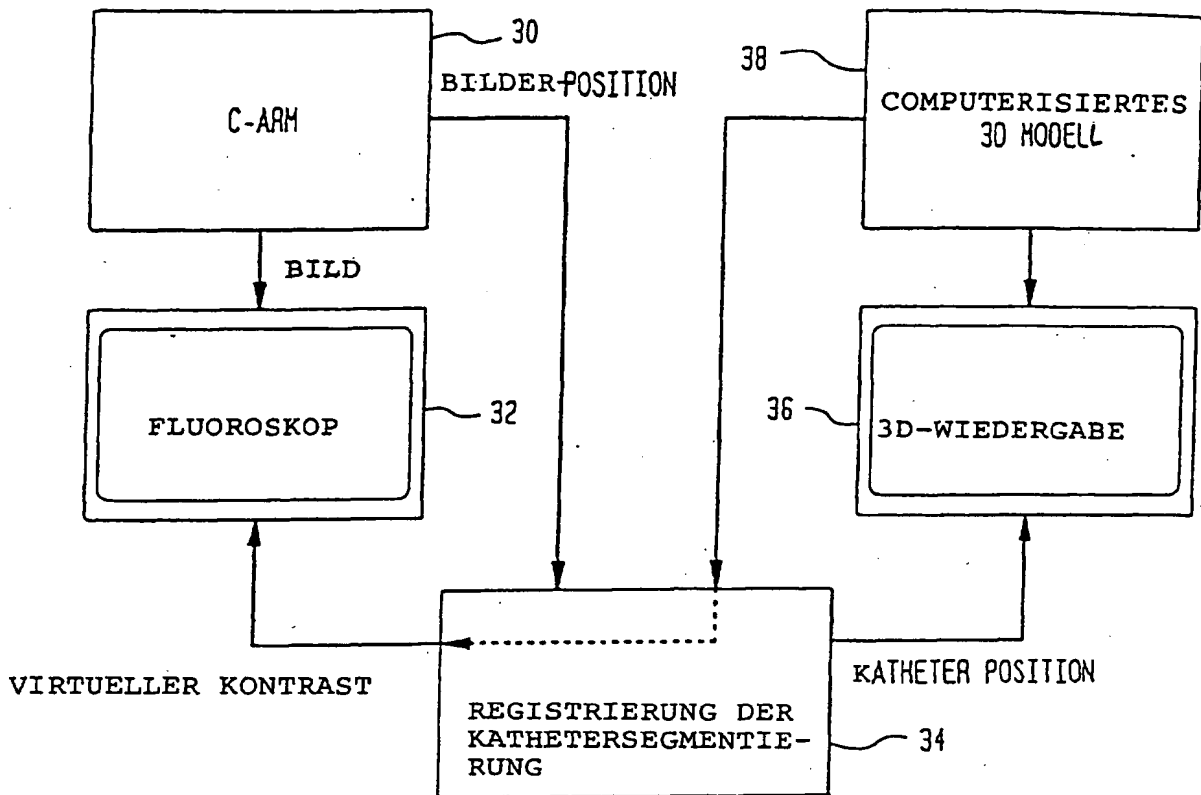 30
BILDER-POSITION
C-ARM
38
COMPUTERISIERTES
3D MODELL
BILD
FLUOROSKOP
32
36
3D-WIEDERGABE
VIRTUELLER KONTRAST
KATHETER POSITION
REGISTRIERUNG DER
KATHETERSEGMENTIE-
RUNG
34